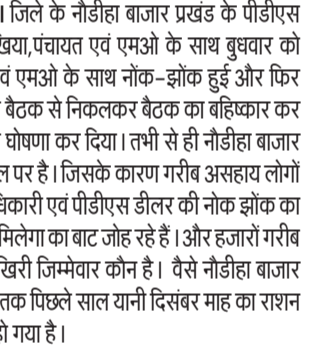 । जिले के नौडीहा बाजार प्रखंड के पीडीएस
पंचायत एवं एमओ के साथ बुधवार को
एमओ के साथ नोंक-झोंक हुई और फिर
बैठक से निकलकर बैठक का बहिष्कार कर
घोषणा कर दिया। तभी से ही नौडीहा बाजार
पर है। जिसके कारण गरीब असहाय लोगों
एवं पीडीएस डीलर की नोक झोंक का
मिलेगा का बाट जोह रहे हैं। और हजारों गरीब
जिम्मेवार कौन है। वैसे नौडीहा बाजार
तक पिछले साल यानी दिसंबर माह का राशन
गया है।